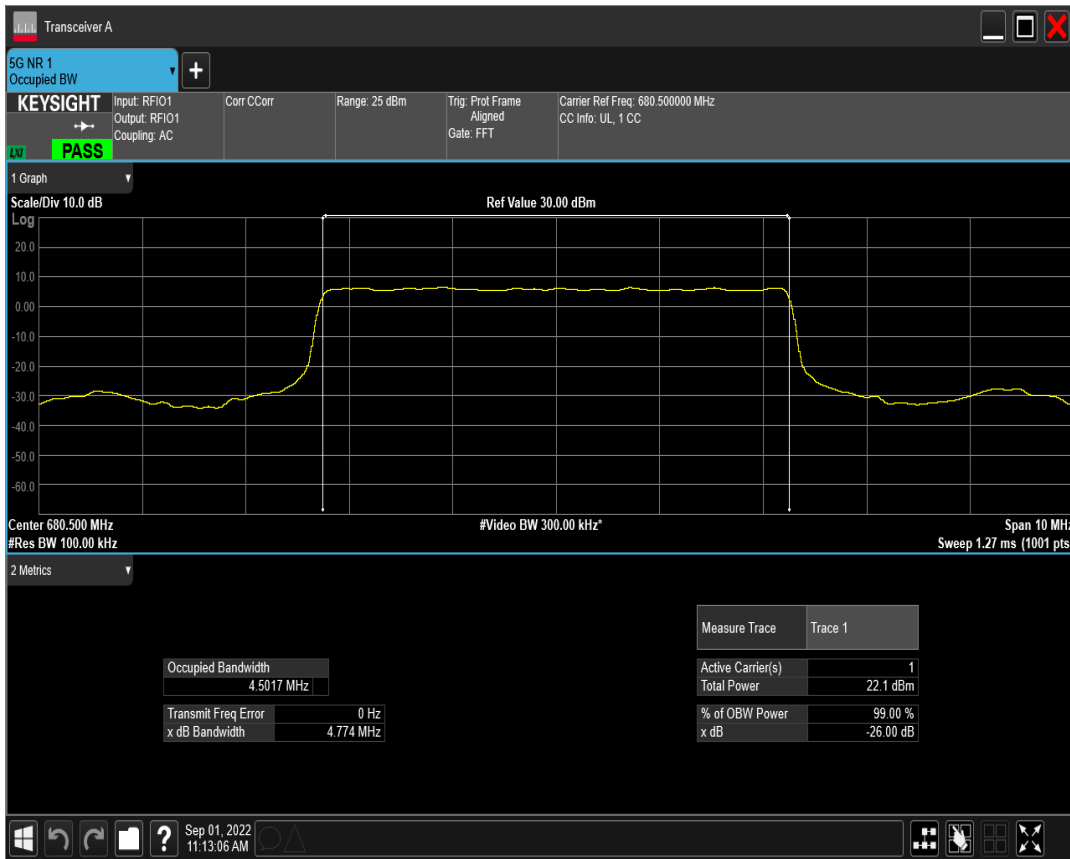 Transceiver A
5G NR 1
Occupied BW
+
KEYSIGHT
LXI
PASS
Input: RFIO1
Output: RFIO1
Coupling: AC
Corr CCorr
Range: 25 dBm
Trig: Prot Frame
Aligned
Gate: FFT
Carrier Ref Freq: 680.500000 MHz
CC Info: UL, 1 CC
1 Graph
Scale/Div 10.0 dB
Ref Value 30.00 dBm
Log
20.0
10.0
0.00
-10.0
-20.0
-30.0
-40.0
-50.0
-60.0
Center 680.500 MHz
#Video BW 300.00 kHz*
Span 10 MHz
#Res BW 100.00 kHz
Sweep 1.27 ms (1001 pts
2 Metrics
Measure Trace Trace 1
Occupied Bandwidth
4.5017 MHz
Active Carrier(s) 1
Total Power 22.1 dBm
Transmit Freq Error 0 Hz
x dB Bandwidth 4.774 MHz
% of OBW Power 99.00 %
x dB -26.00 dB
?
Sep 01, 2022
11:13:06 AM